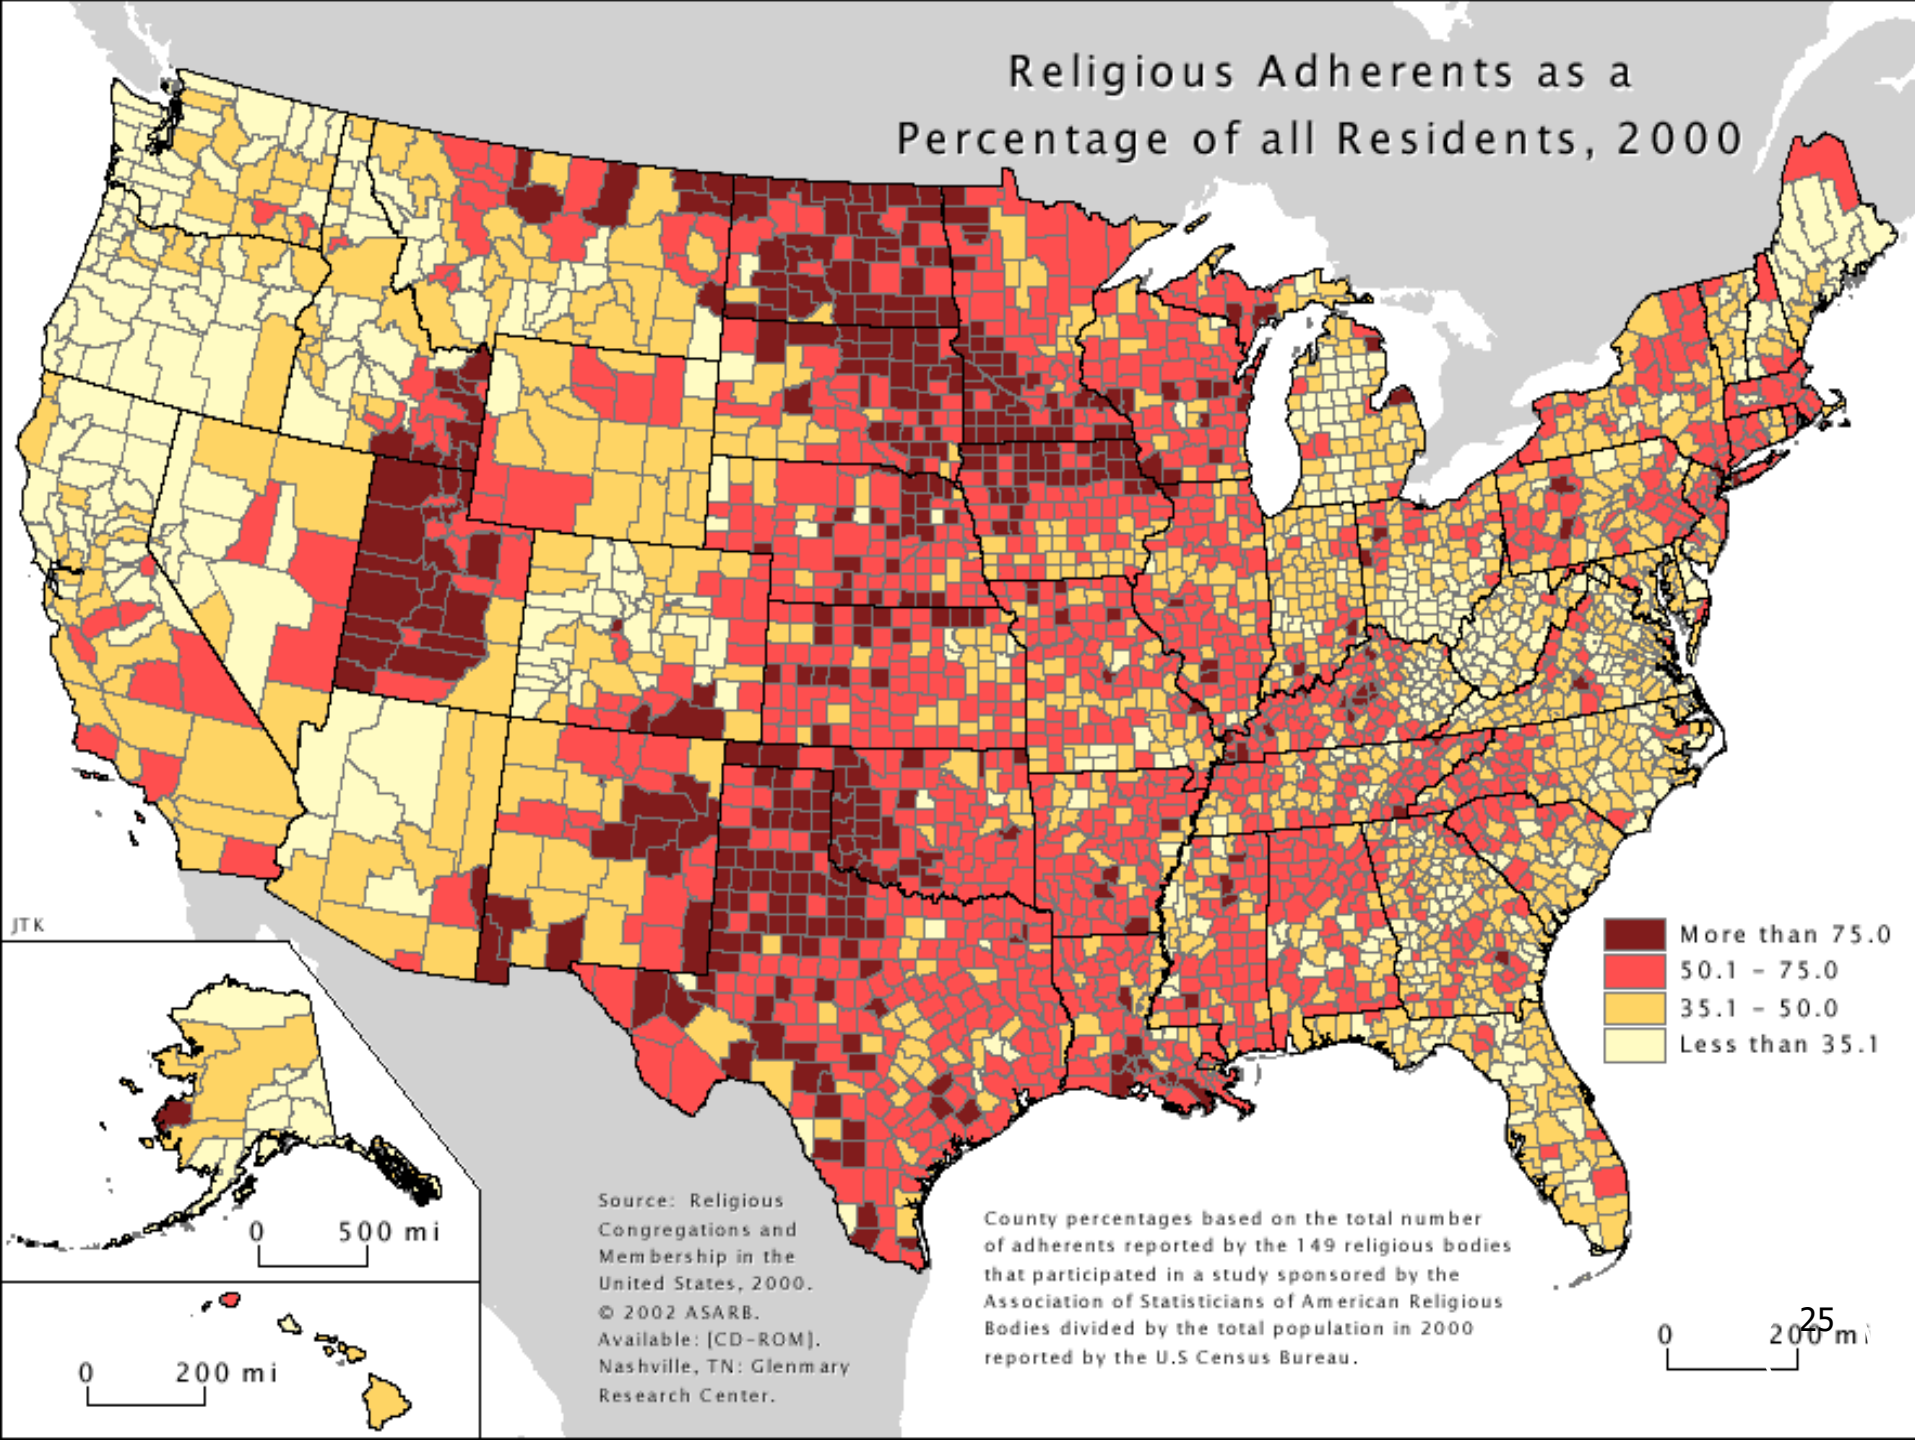 Religious Adherents as a
Percentage of all Residents, 2000
JTK
More than 75.0
50.1 - 75.0
35.1 - 50.0
Less than 35.1
0 500 mi
0 200 mi
Source: Religious
Congregations and
Membership in the
United States, 2000.
© 2002 ASARB.
Available: [CD-ROM].
Nashville, TN: Glenmary
Research Center.
County percentages based on the total number
of adherents reported by the 149 religious bodies
that participated in a study sponsored by the
Association of Statisticians of American Religious
Bodies divided by the total population in 2000
reported by the U.S Census Bureau.
25
0 200 mi